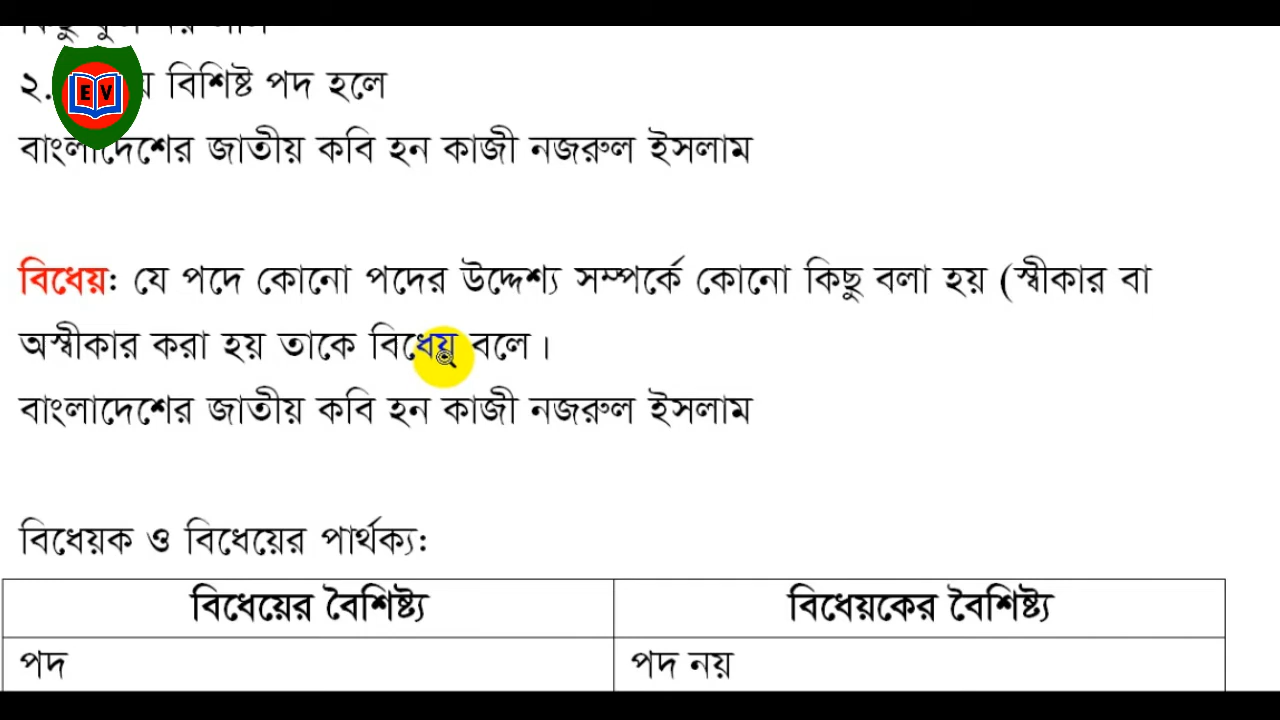 ২. বিশিষ্ট পদ হলে
EV
বাংলাদেশের জাতীয় কবি হন কাজী নজরুল ইসলাম
বিধেয়: যে পদে কোনো পদের উদ্দেশ্য সম্পর্কে কোনো কিছু বলা হয় (স্বীকার বা
অস্বীকার করা হয় তাকে বিধেয় বলে।
বাংলাদেশের জাতীয় কবি হন কাজী নজরুল ইসলাম
বিধেয়ক ও বিধেয়ের পার্থক্য:
বিধেয়ের বৈশিষ্ট্য বিধেয়কের বৈশিষ্ট্য
পদ পদ নয়